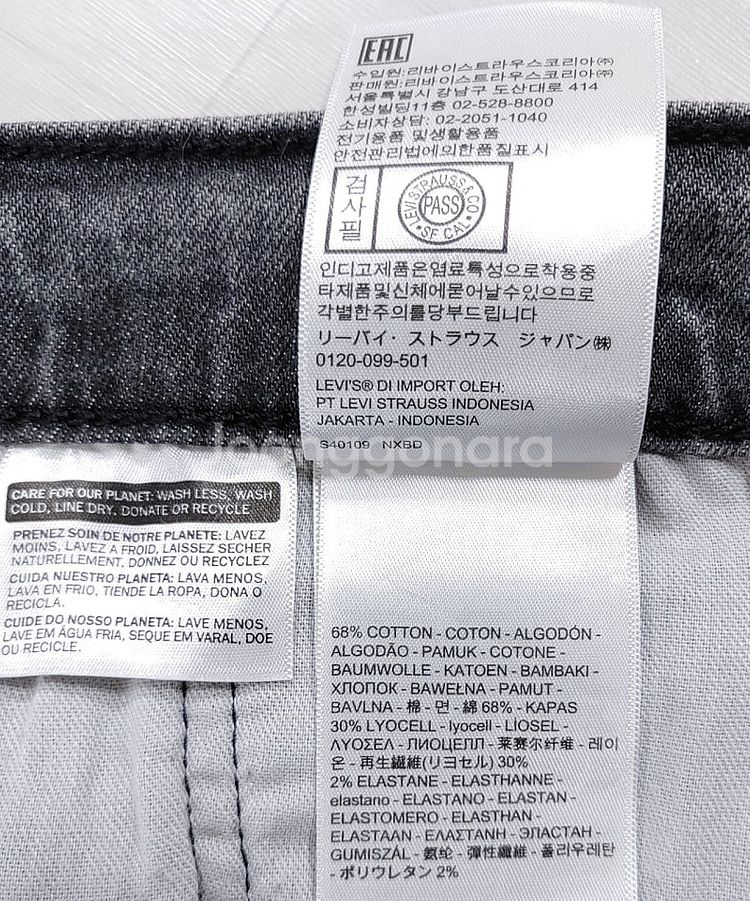 EAC
수입원:리바이스트라우스코리아㈜
판매원:리바이스트라우스코리아㈜
서울특별시 강남구 도산대로 414
한성빌딩11층 02-528-8800
소비자상담: 02-2051-1040
전기용품 및생활용품
안전관리법에의한품질표시
검사필
LEVI STRAUSS & CO
PASS
SF CAL
인디고제품은염료특성으로착용중
타제품및신체에묻어날수있으므로
각별한주의를당부드립니다
リーバイ・ストラウス ジャパン㈱
0120-099-501
LEVI'S® DI IMPORT OLEH:
PT LEVI STRAUSS INDONESIA
JAKARTA - INDONESIA
S40109 NXBD
joonggonara
CARE FOR OUR PLANET: WASH LESS, WASH
COLD, LINE DRY, DONATE OR RECYCLE
PRENEZ SOIN DE NOTRE PLANETE: LAVEZ
MOINS, LAVEZ A FROID, LAISSEZ SECHER
NATURELLEMENT, DONNEZ OU RECYCLEZ
CUIDA NUESTRO PLANETA: LAVA MENOS,
LAVA EN FRIO, TIENDE LA ROPA, DONA O
RECICLA.
CUIDE DO NOSSO PLANETA: LAVE MENOS,
LAVE EM ÁGUA FRIA, SEQUE EM VARAL, DOE
OU RECICLE.
68% COTTON - COTON - ALGODÓN -
ALGODÃO - PAMUK - COTONE -
BAUMWOLLE - KATOEN - BAMBAKI -
ХЛОПОК - BAWEŁNA - PAMUT -
BAVLNA - 棉 - 면 - 綿 68% - KAPAS
30% LYOCELL - lyocell - LÍOSEL -
ΛΥΟΣΕΛ - ЛИОЦЕЛЛ - 莱赛尔纤维 - 레이
온 - 再生繊維(リヨセル) 30%
2% ELASTANE - ELASTHANNE -
elastano - ELASTANO - ELASTAN -
ELASTOMERO - ELASTHAN -
ELASTAAN - ΕΛΑΣΤΑΝΗ - ЭЛАСТАН -
GUMISZÁL - 氨纶 - 彈性纖維 - 폴리우레탄
- ポリウレタン 2%